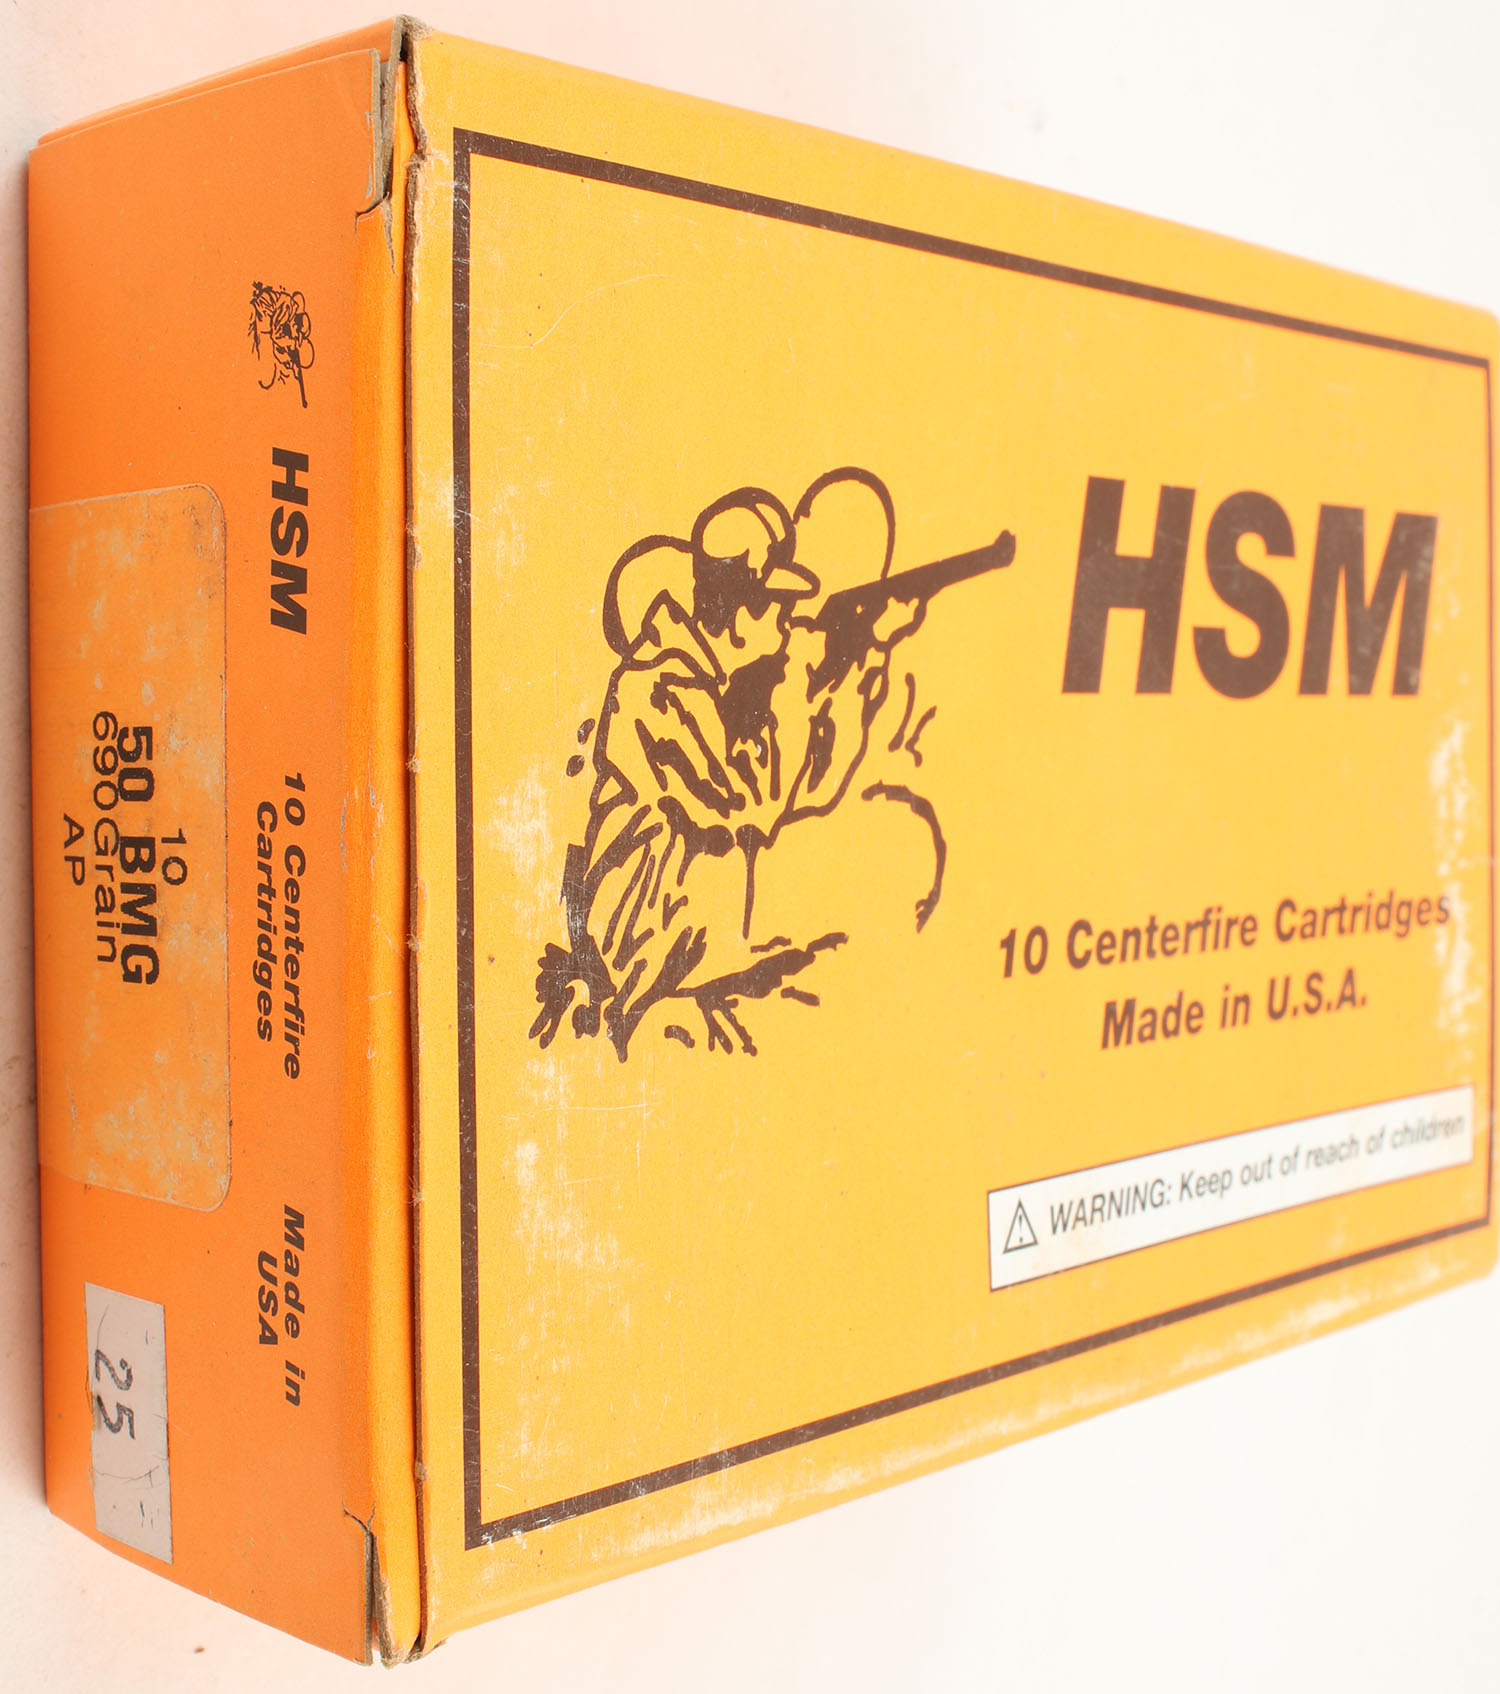 HSM
10 Centerfire Cartridges
Made in U.S.A.
WARNING: Keep out of reach of children
HSM
10 Centerfire
Cartridges
Made in
USA
10
50 BMG
690Grain
AP
25